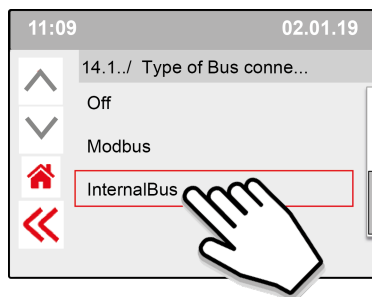 11:09 02.01.19
14.1../ Type of Bus conne...
Off
Modbus
InternalBus